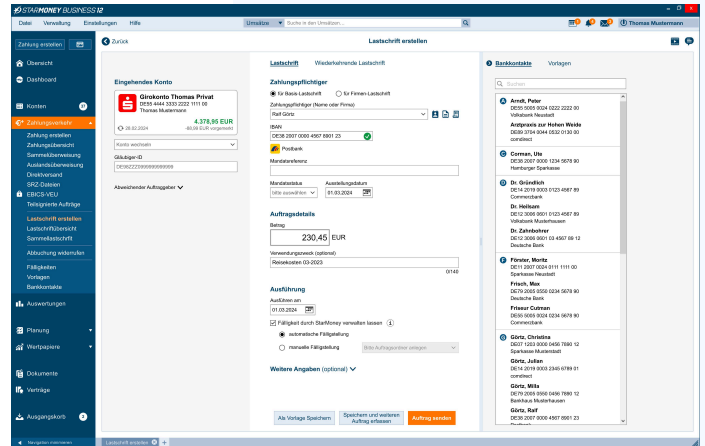 STARMONEY BUSINESS 12
Datei Verwaltung Einstellungen Hilfe
Umsätze Suche in den Umsätzen...
Thomas Mustermann
Zahlung erstellen
Übersicht
Dashboard
Konten
Zahlungsverkehr
Zahlung erstellen
Zahlungsübersicht
Sammelüberweisung
Auslandsüberweisung
Direktversand
SRZ-Dateien
EBICS-VEU
Teilsignierte Aufträge
Lastschrift erstellen
Lastschriftübersicht
Sammellastschrift
Abbuchung widerrufen
Fälligkeiten
Vorlagen
Bankkontakte
Auswertungen
Planung
Wertpapiere
Dokumente
Verträge
Ausgangskorb
Navigation minimieren
Zurück
Lastschrift erstellen
Eingehendes Konto
Girokonto Thomas Privat
DE55 4444 3333 2222 1111 00
Thomas Mustermann
4.378,95 EUR
28.02.2024
EUR vorgemerkt
Konto wechseln
Gläubiger-ID
Abweichender Auftraggeber
Lastschrift Wiederkehrende Lastschrift
Zahlungspflichtiger
für Basis-Lastschrift für Firmen-Lastschrift
Zahlungspflichtiger (Name oder Firma)
Ralf Görtz
IBAN
DE38 2007 0000 4567 8901 23
Postbank
Mandatsreferenz
Mandatsstatus Ausstellungsdatum
bitte auswählen 01.03.2024
Auftragsdetails
Betrag
230,45 EUR
Verwendungszweck (optional)
Reisekosten 03-2023
0/140
Ausführung
Ausführen am
01.03.2024
Fälligkeit durch StarMoney verwalten lassen
automatische Fälligstellung
manuelle Fälligstellung Bitte Auftragsordner anlegen
Weitere Angaben (optional)
Als Vorlage Speichern
Speichern und weiteren
Auftrag erfassen
Auftrag senden
Bankkontakte Vorlagen
Suchen
A Arndt, Peter
DE55 5005 0024 0222 2222 00
Volksbank Neustadt
Arztpraxis zur Hohen Weide
DE89 3704 0044 0532 0130 00
comdirect
C Corman, Ute
DE38 2007 0000 1234 5678 90
Hamburger Sparkasse
D Dr. Gründlich
DE14 2019 0003 0123 4567 89
Commerzbank
Dr. Heilsam
DE12 3006 0601 0123 4567 89
Volksbank Musterhausen
Dr. Zahnbohrer
DE12 3006 0601 03 4567 89 12
Deutsche Bank
F Förster, Moritz
DE11 2007 0024 0111 1111 00
Sparkasse Neustadt
Frisch, Max
DE79 2005 0550 0234 5678 90
Deutsche Bank
Friseur Cutman
DE55 5005 0024 0234 5678 90
Commerzbank
G Görtz, Christina
DE07 1203 0000 0456 7890 12
Sparkasse Musterstadt
Görtz, Julian
DE14 2019 0003 2345 6789 01
comdirect
Görtz, Milla
DE79 2005 0550 0456 7890 12
Bankhaus Musterhausen
Görtz, Ralf
DE38 2007 0000 4567 8901 23
Lastschrift erstellen